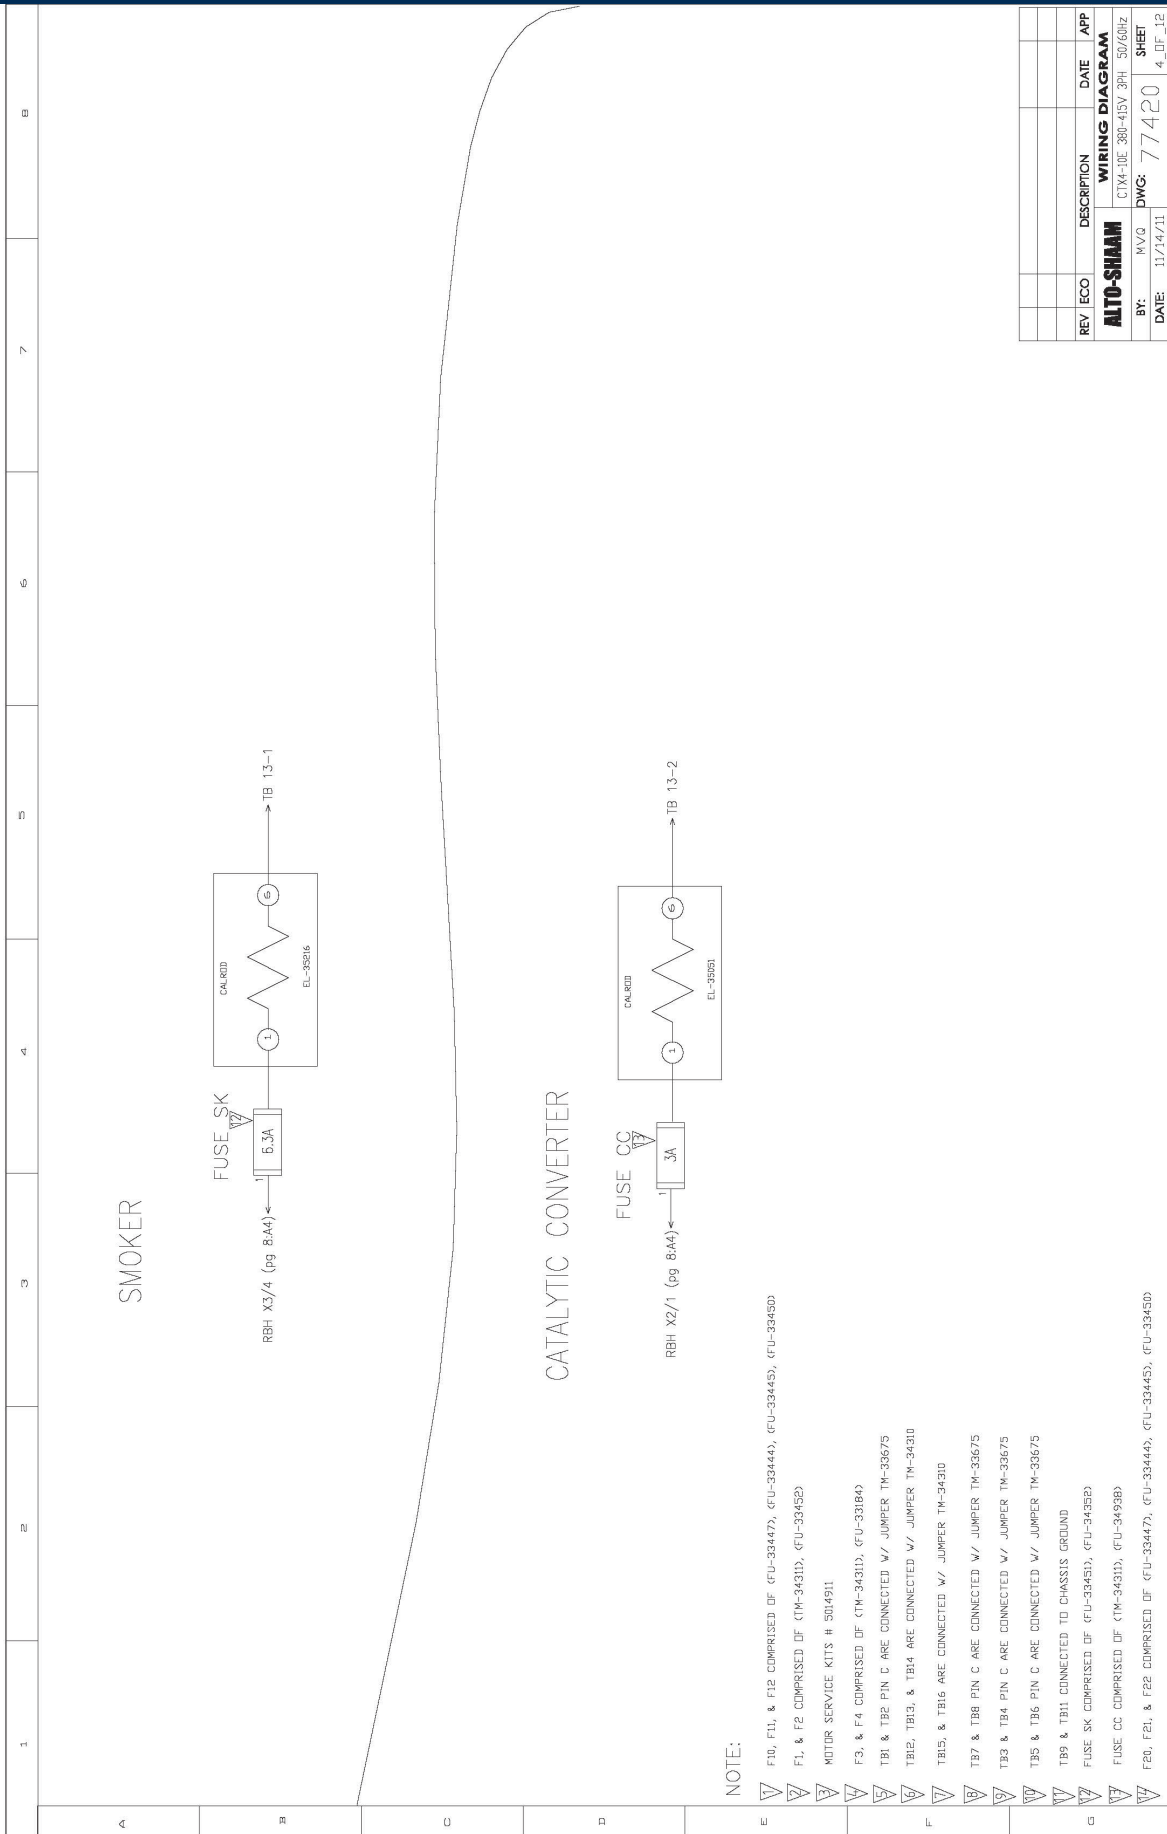 1 2 3 4 5 6 7 8
A
B
C
D
E
F
G
SMOKER
FUSE SK
12
RBH X3/4 (pg 8:A4)
1
6.3A
CALROD
1
6
EL-35216
TB 13-1
CATALYTIC CONVERTER
FUSE CC
13
RBH X2/1 (pg 8:A4)
1
3A
CALROD
1
6
EL-35051
TB 13-2
NOTE:
1 F10, F11, & F12 COMPRISED OF (FU-33447), (FU-33444), (FU-33445), (FU-33450)
2 F1, & F2 COMPRISED OF (TM-34311), (FU-33452)
3 MOTOR SERVICE KITS # 5014911
4 F3, & F4 COMPRISED OF (TM-34311), (FU-33184)
5 TB1 & TB2 PIN C ARE CONNECTED W/ JUMPER TM-33675
6 TB12, TB13, & TB14 ARE CONNECTED W/ JUMPER TM-34310
7 TB15, & TB16 ARE CONNECTED W/ JUMPER TM-34310
8 TB7 & TB8 PIN C ARE CONNECTED W/ JUMPER TM-33675
9 TB3 & TB4 PIN C ARE CONNECTED W/ JUMPER TM-33675
10 TB5 & TB6 PIN C ARE CONNECTED W/ JUMPER TM-33675
11 TB9 & TB11 CONNECTED TO CHASSIS GROUND
12 FUSE SK COMPRISED OF (FU-33451), (FU-34352)
13 FUSE CC COMPRISED OF (TM-34311), (FU-34938)
14 F20, F21, & F22 COMPRISED OF (FU-33447), (FU-33444), (FU-33445), (FU-33450)
REV ECO DESCRIPTION DATE APP
ALTO-SHAAM WIRING DIAGRAM
CTX4-10E 380-415V 3PH 50/60Hz
BY: MVQ DWG: 77420 SHEET
DATE: 11/14/11 4_OF_12